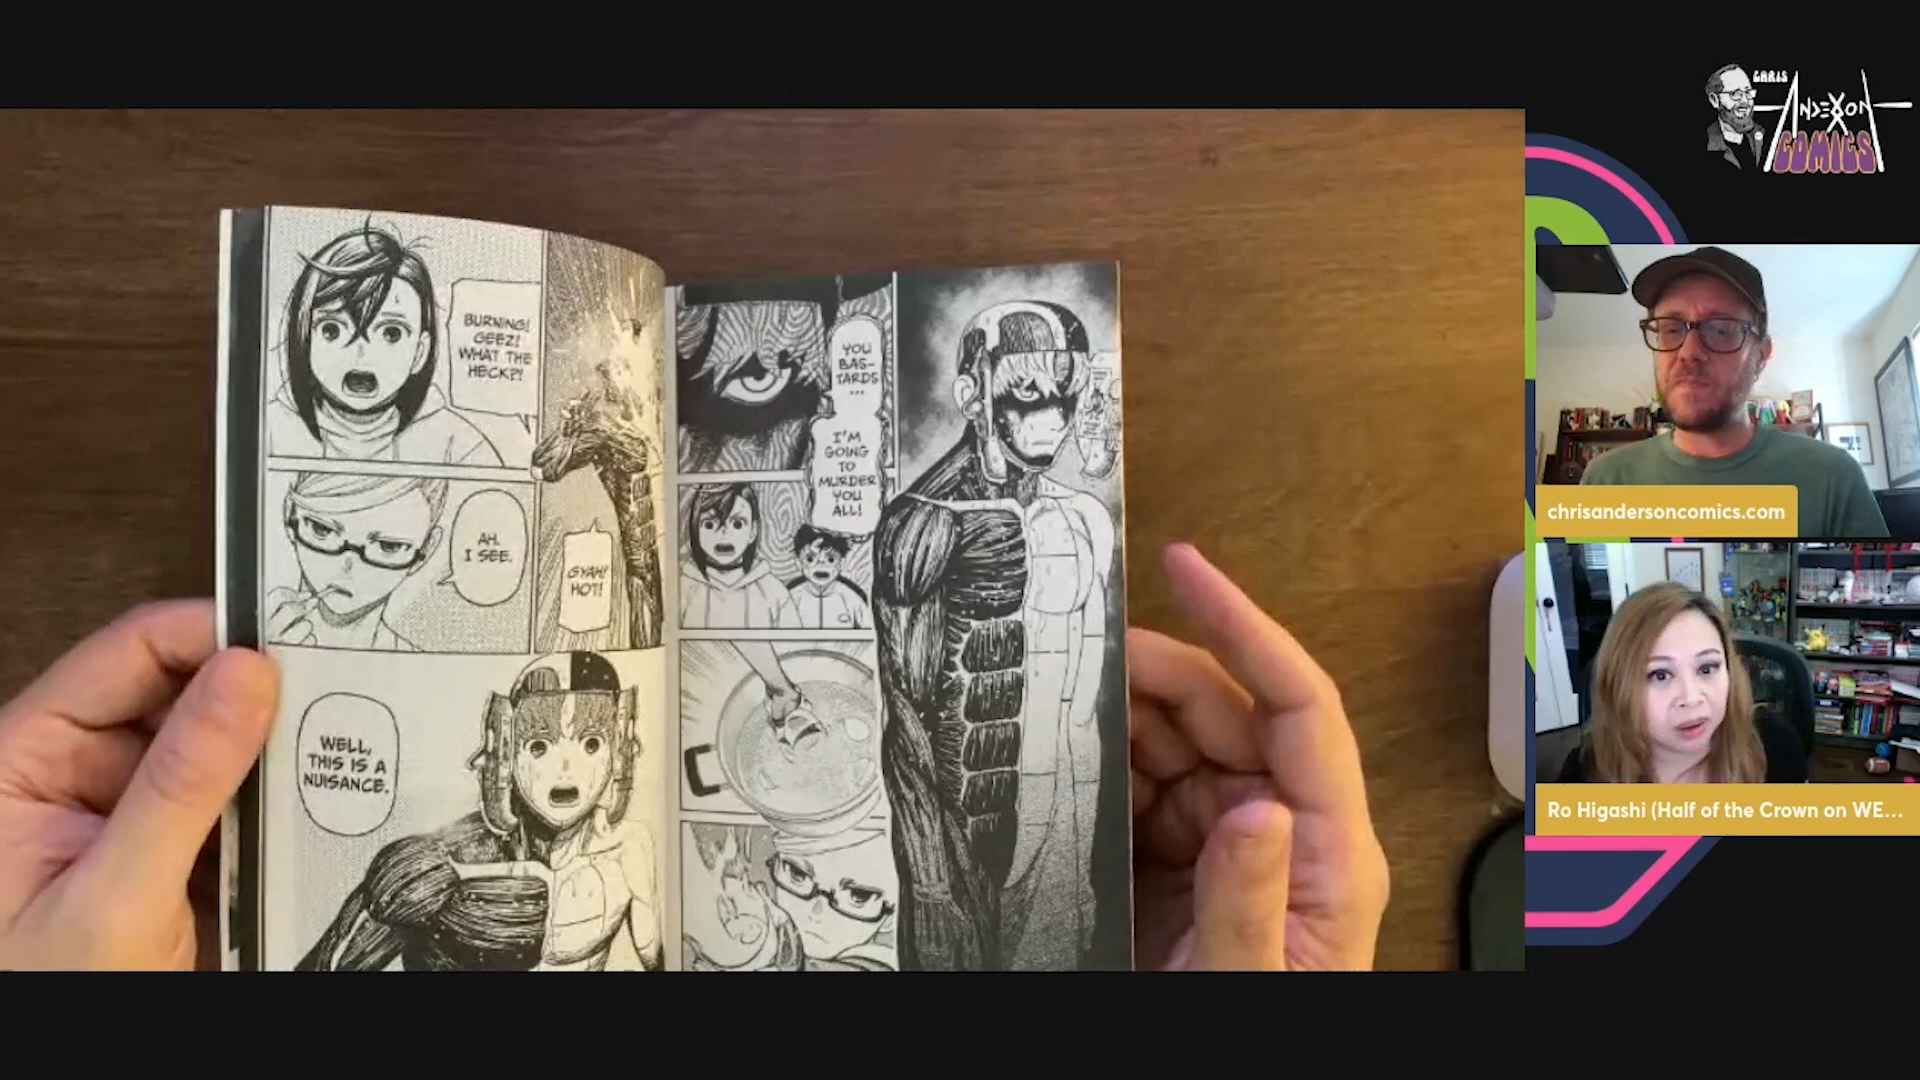 BURNING!
GEEZ!
WHAT THE
HECK?!
AH.
I SEE.
GYAH!
HOT!
WELL,
THIS IS A
NUISANCE.
YOU
BAS-
TARDS
...
I'M
GOING
TO
MURDER
YOU
ALL!
CHRIS
ANDERSON
COMICS
chrisandersoncomics.com
Ro Higashi (Half of the Crown on WE...